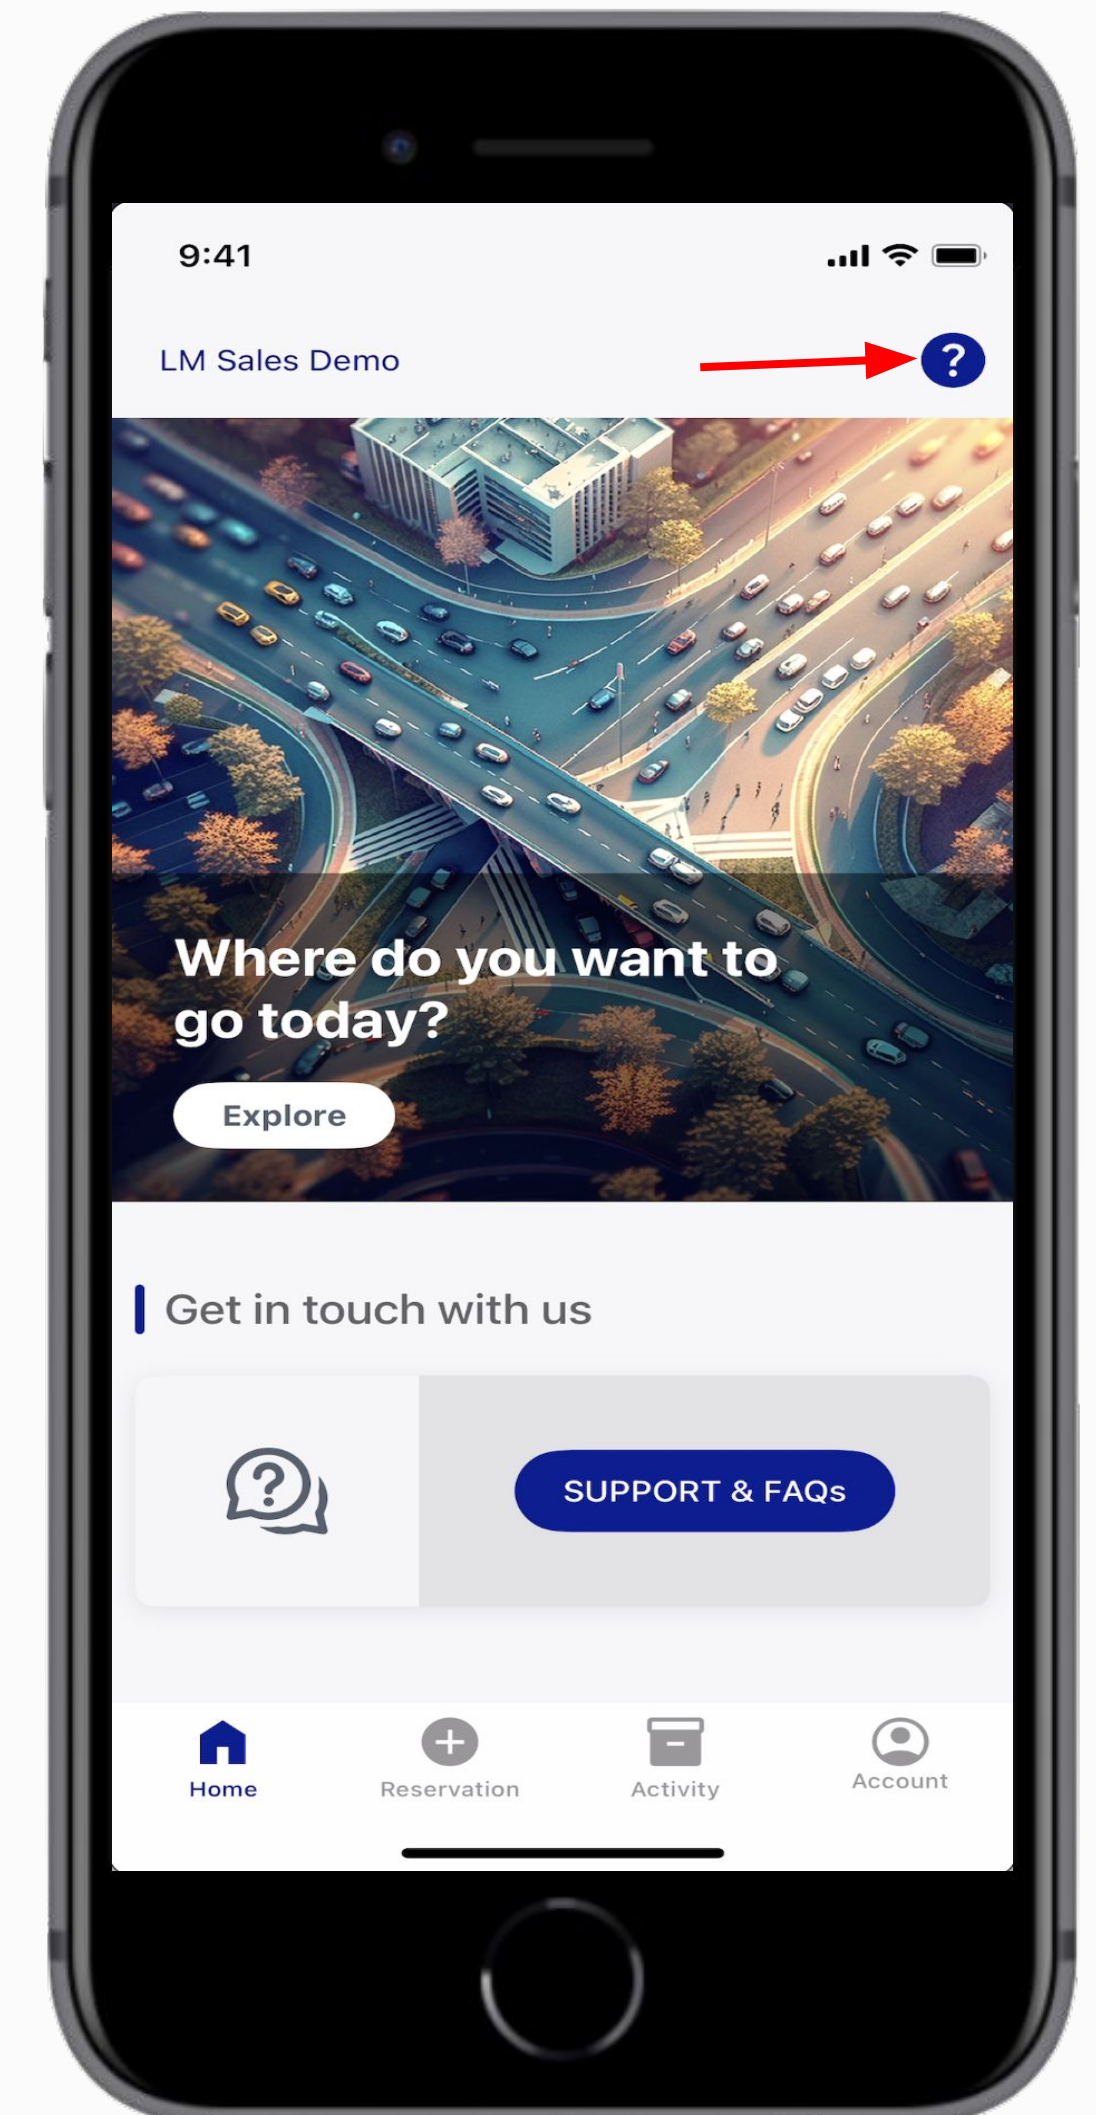 9:41
LM Sales Demo
?
Where do you want to
go today?
Explore
Get in touch with us
?
SUPPORT & FAQs
Home
Reservation
Activity
Account